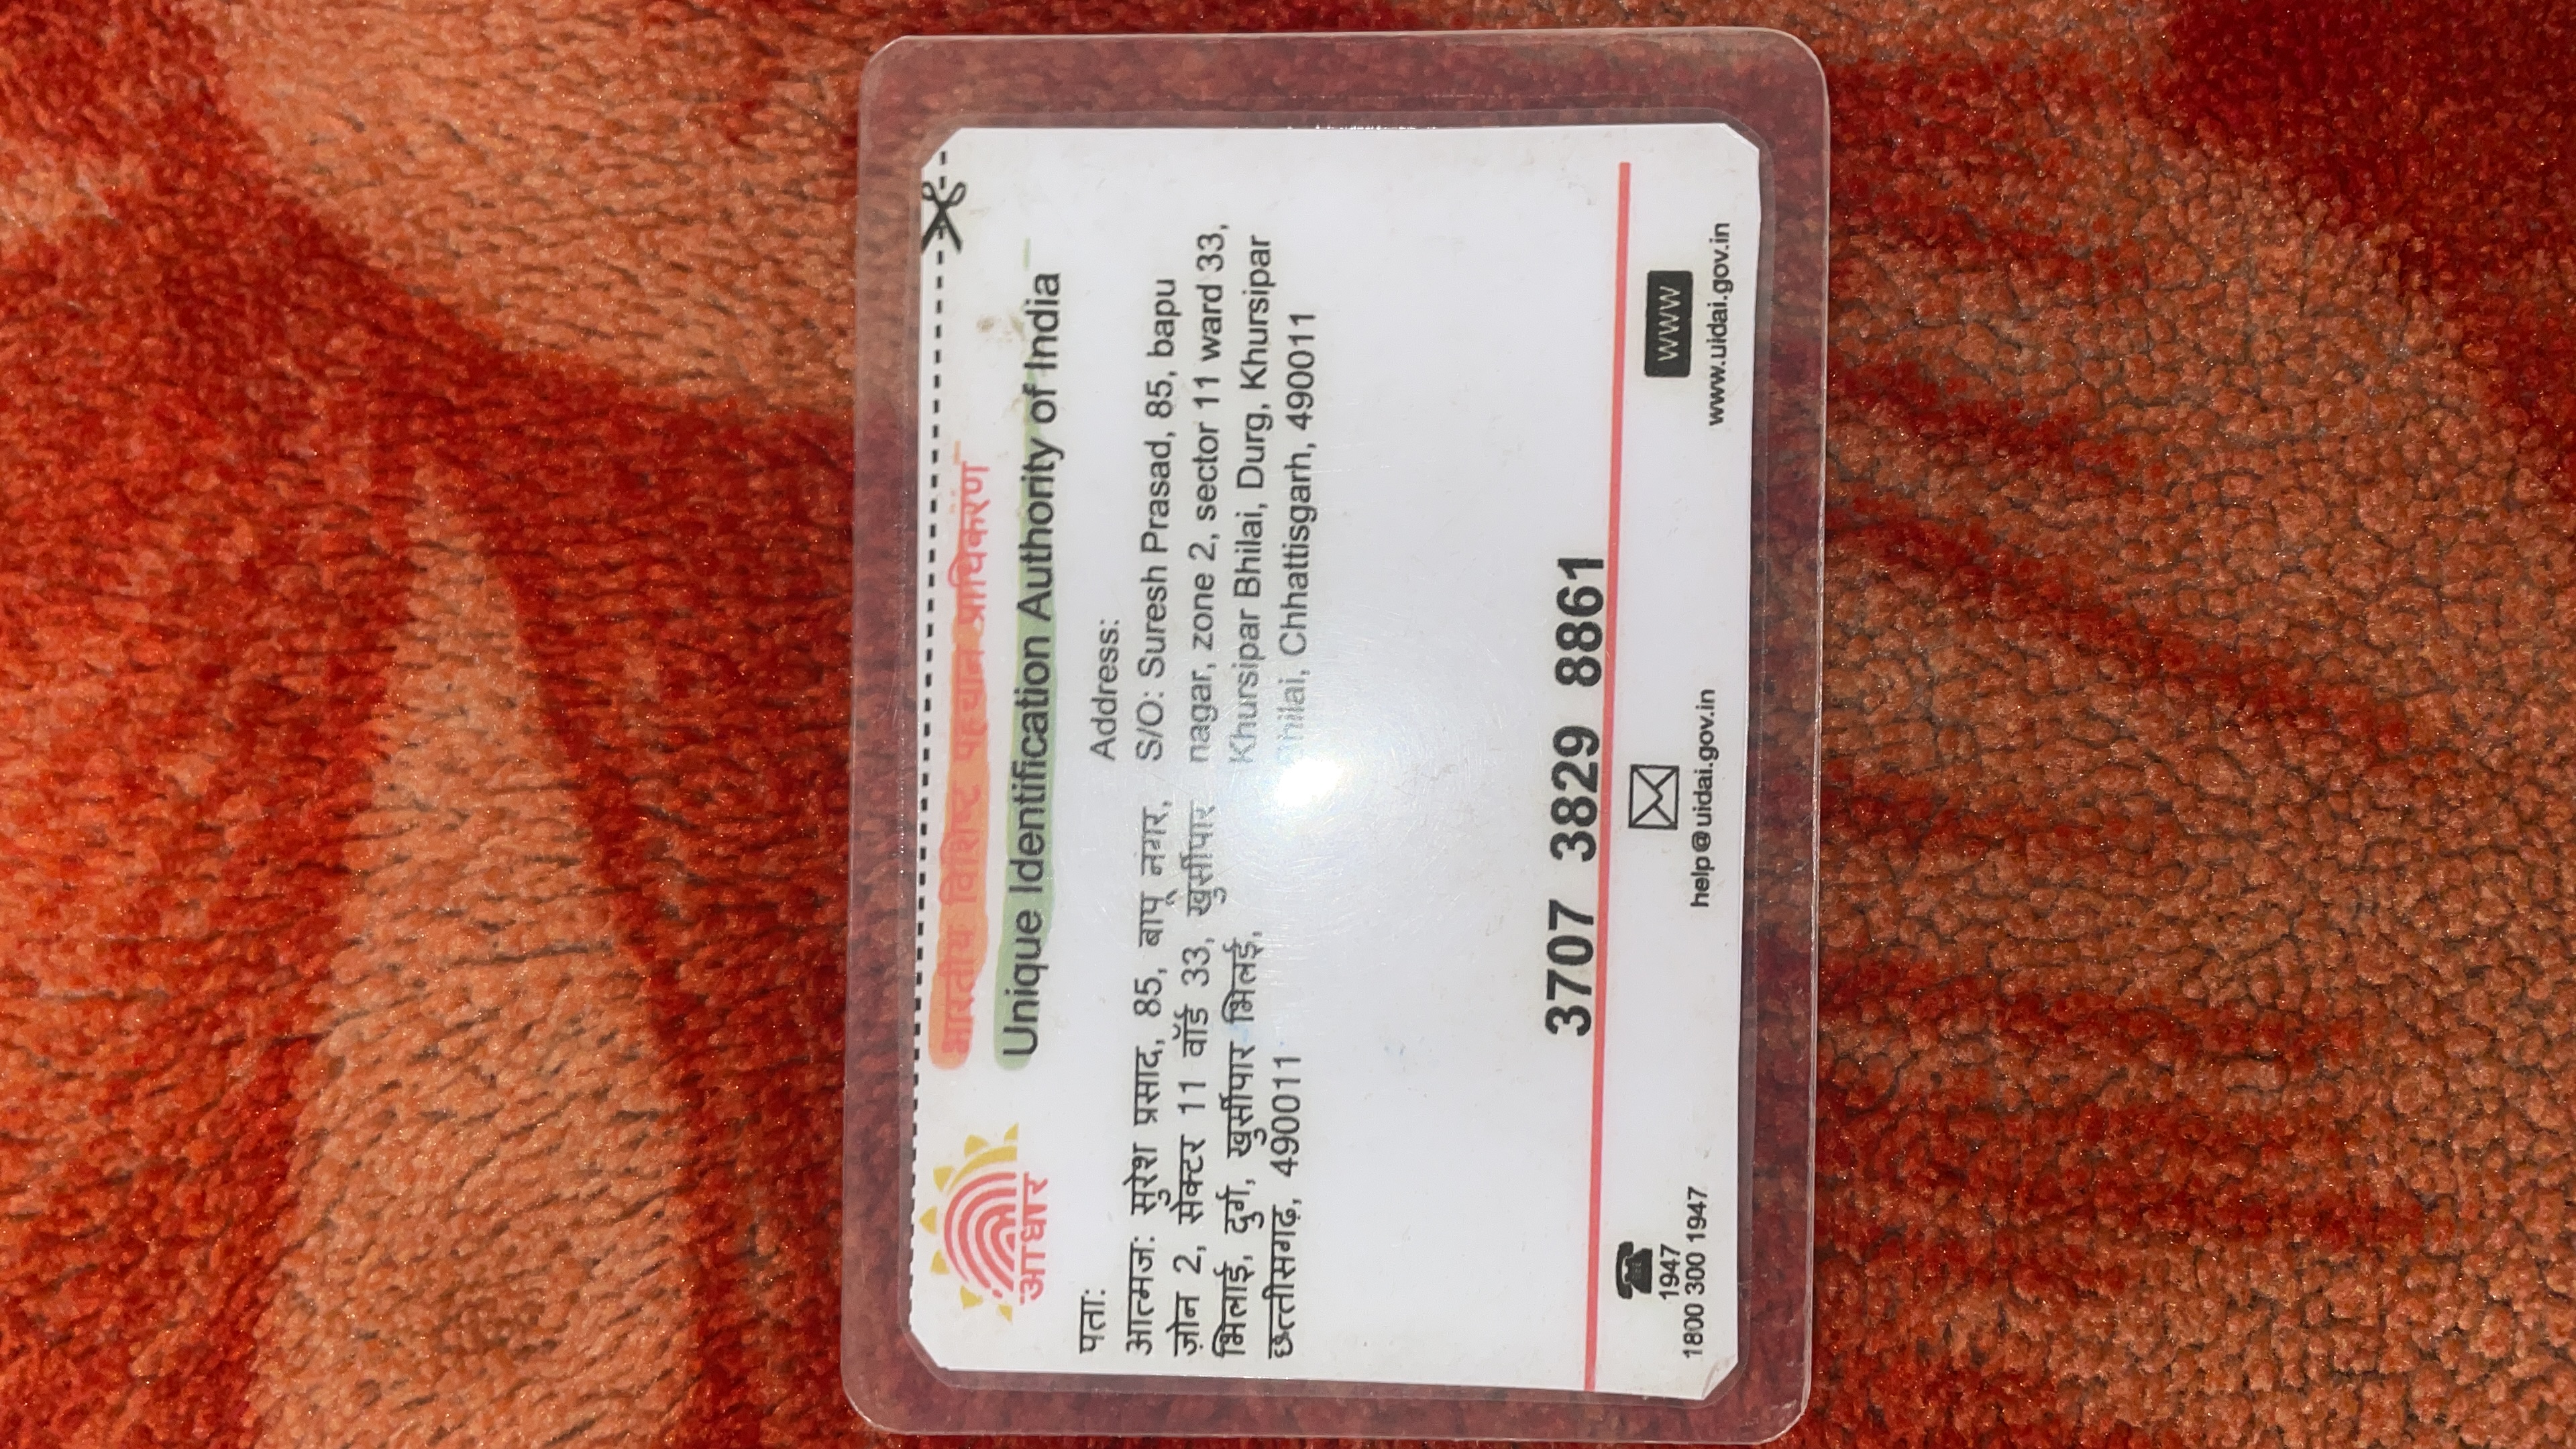 भारतीय विशिष्ट पहचान प्राधिकरण
Unique Identification Authority of India
आधार
पता:
आत्मजः सुरेश प्रसाद, 85, बापू नगर,
ज़ोन 2, सेक्टर 11 वॉर्ड 33, खुर्सीपार
भिलाई, दुर्ग, खुर्सीपार भिलई,
छत्तीसगढ़, 490011
Address:
S/O: Suresh Prasad, 85, bapu
nagar, zone 2, sector 11 ward 33,
Khursipar Bhilai, Durg, Khursipar
Bhilai, Chhattisgarh, 490011
3707 3829 8861
1947
1800 300 1947
help@uidai.gov.in
WWW
www.uidai.gov.in